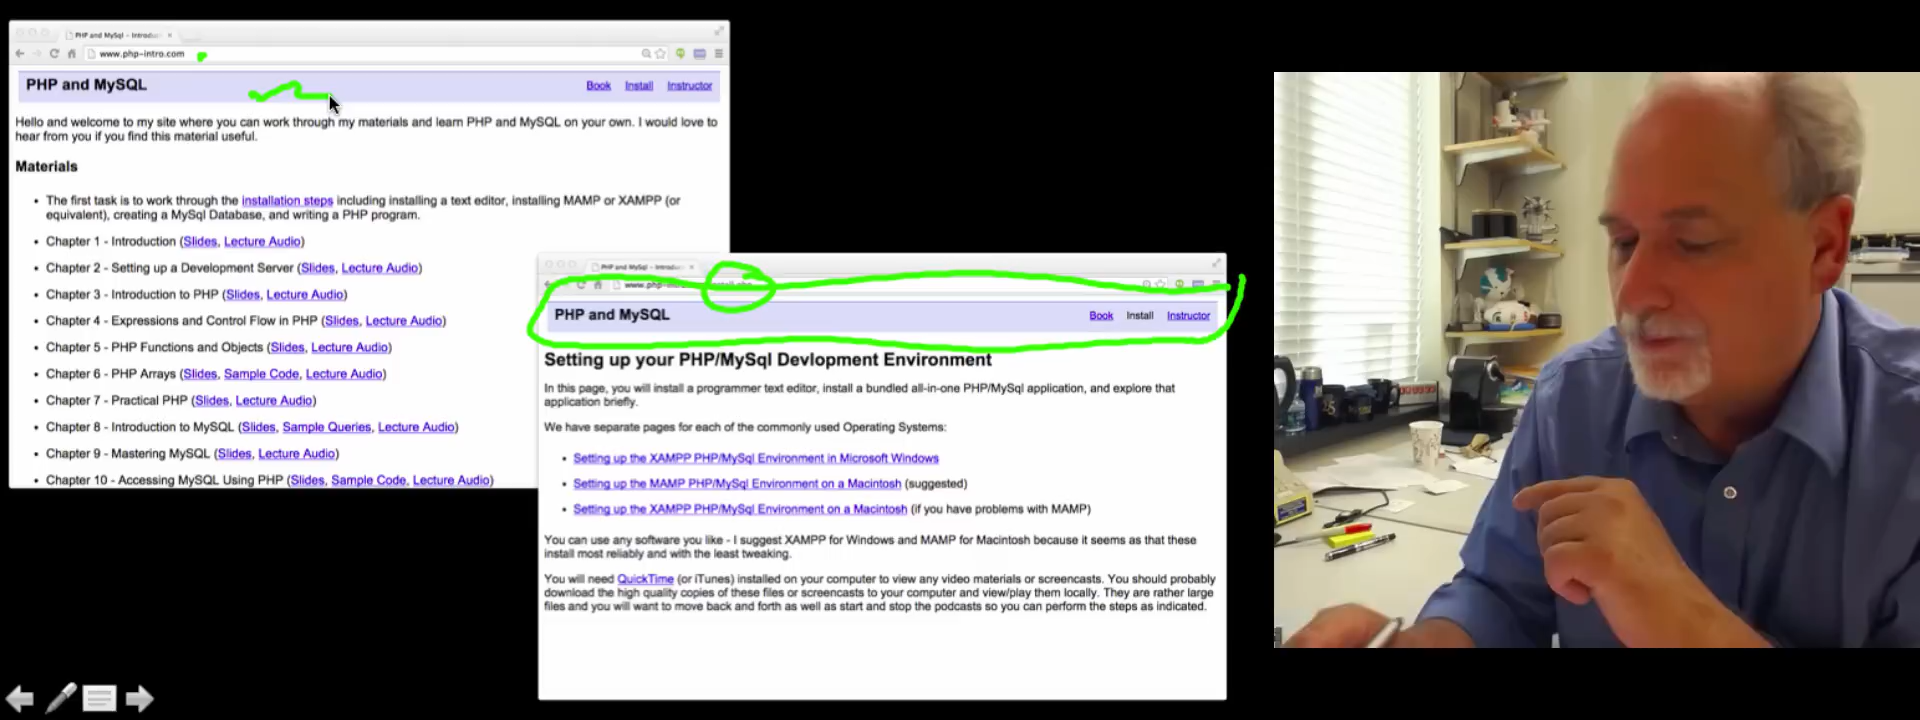 PHP and MySql - Introduc
www.php-intro.com
PHP and MySQL
Book Install Instructor
Hello and welcome to my site where you can work through my materials and learn PHP and MySQL on your own. I would love to
hear from you if you find this material useful.
Materials
• The first task is to work through the installation steps including installing a text editor, installing MAMP or XAMPP (or
equivalent), creating a MySql Database, and writing a PHP program.
• Chapter 1 - Introduction (Slides, Lecture Audio)
• Chapter 2 - Setting up a Development Server (Slides, Lecture Audio)
• Chapter 3 - Introduction to PHP (Slides, Lecture Audio)
• Chapter 4 - Expressions and Control Flow in PHP (Slides, Lecture Audio)
• Chapter 5 - PHP Functions and Objects (Slides, Lecture Audio)
• Chapter 6 - PHP Arrays (Slides, Sample Code, Lecture Audio)
• Chapter 7 - Practical PHP (Slides, Lecture Audio)
• Chapter 8 - Introduction to MySQL (Slides, Sample Queries, Lecture Audio)
• Chapter 9 - Mastering MySQL (Slides, Lecture Audio)
• Chapter 10 - Accessing MySQL Using PHP (Slides, Sample Code, Lecture Audio)
PHP and MySql - Introduc
PHP and MySQL
Book Install Instructor
Setting up your PHP/MySql Devlopment Environment
In this page, you will install a programmer text editor, install a bundled all-in-one PHP/MySql application, and explore that
application briefly.
We have separate pages for each of the commonly used Operating Systems:
• Setting up the XAMPP PHP/MySql Environment in Microsoft Windows
• Setting up the MAMP PHP/MySql Environment on a Macintosh (suggested)
• Setting up the XAMPP PHP/MySql Environment on a Macintosh (if you have problems with MAMP)
You can use any software you like - I suggest XAMPP for Windows and MAMP for Macintosh because it seems as that these
install most reliably and with the least tweaking.
You will need QuickTime (or iTunes) installed on your computer to view any video materials or screencasts. You should probably
download the high quality copies of these files or screencasts to your computer and view/play them locally. They are rather large
files and you will want to move back and forth as well as start and stop the podcasts so you can perform the steps as indicated.